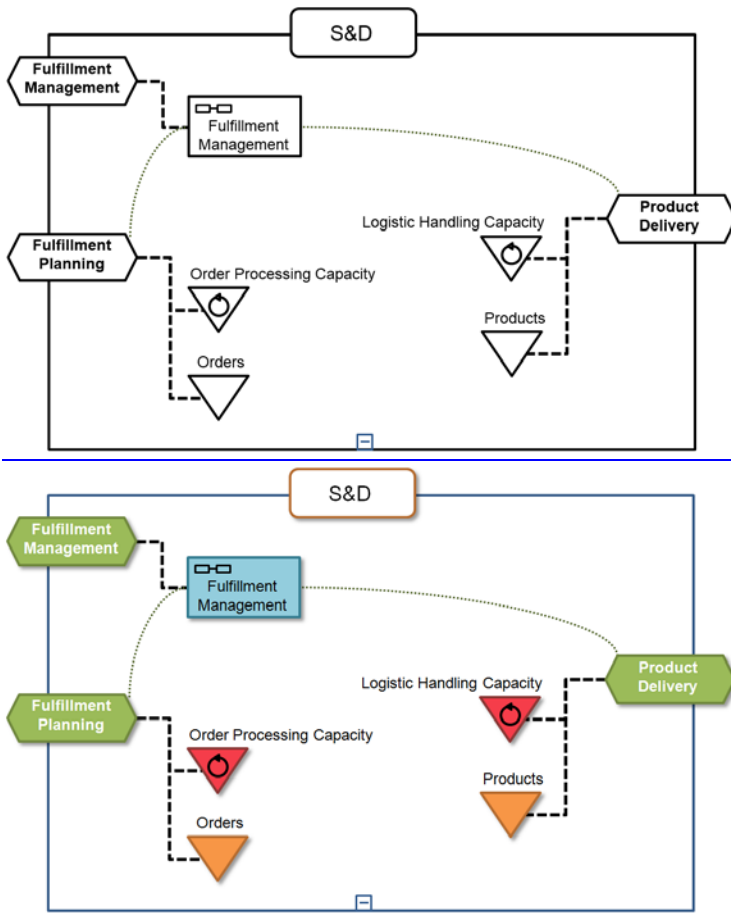 S&D
Fulfillment
Management
Fulfillment
Management
Fulfillment
Planning
Logistic Handling Capacity
Product
Delivery
Order Processing Capacity
Products
Orders
S&D
Fulfillment
Management
Fulfillment
Management
Fulfillment
Planning
Logistic Handling Capacity
Product
Delivery
Order Processing Capacity
Products
Orders